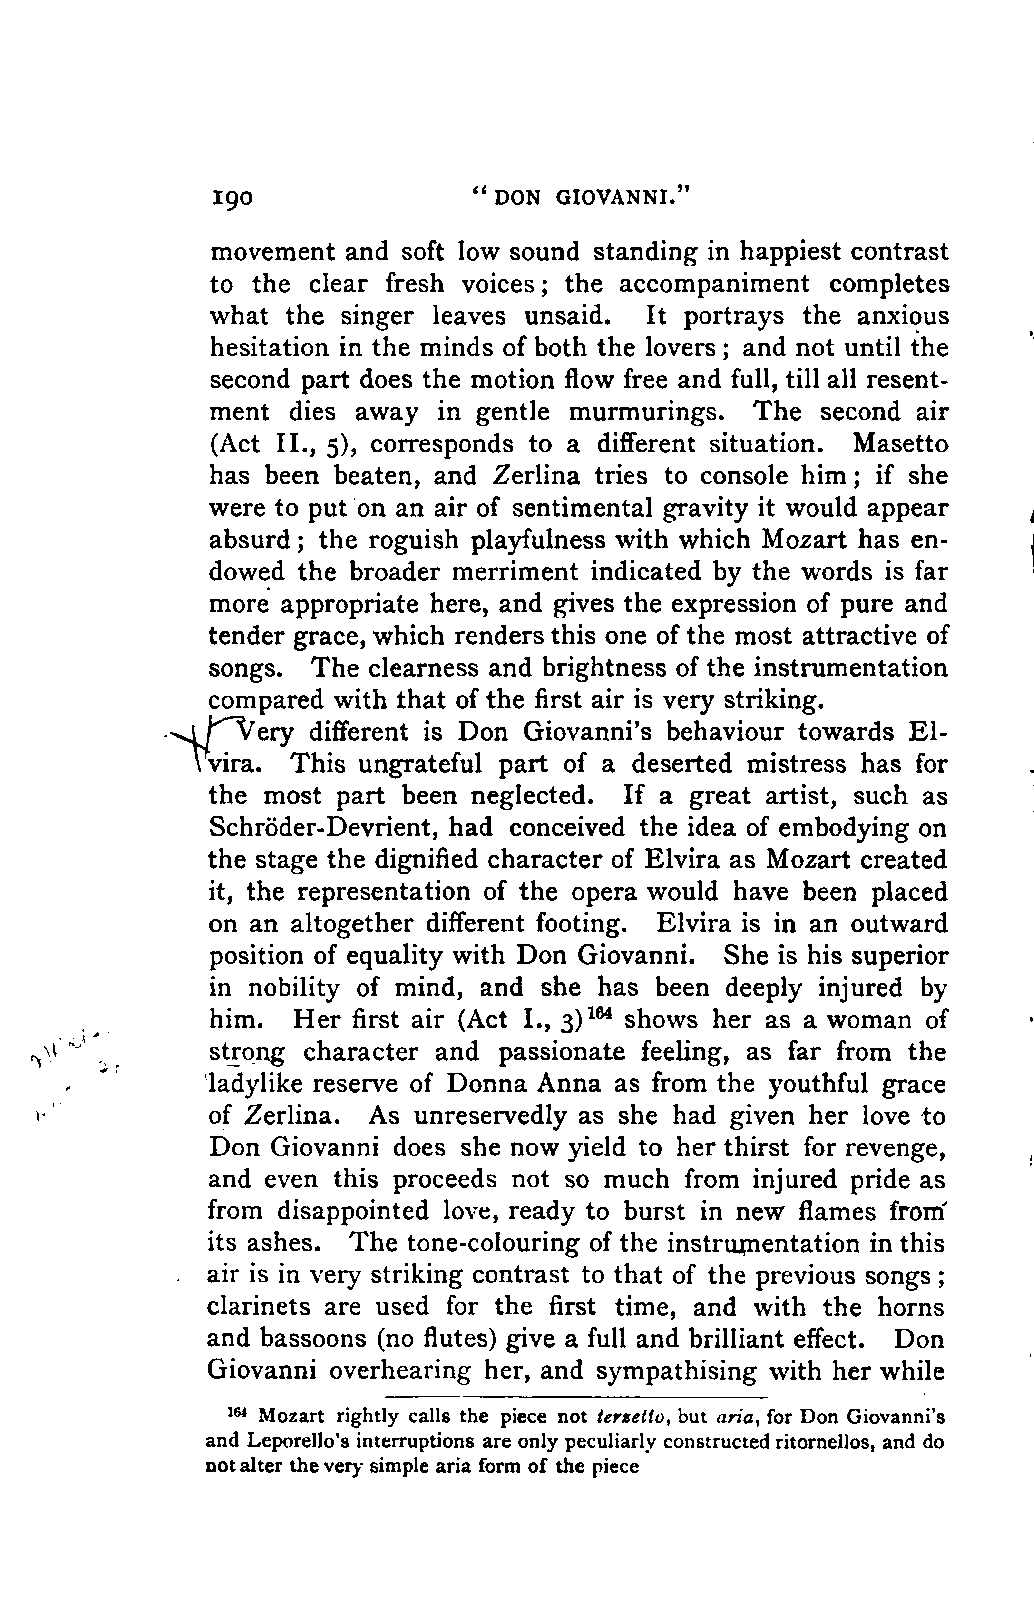 190 "DON GIOVANNI."
movement and soft low sound standing in happiest contrast
to the clear fresh voices; the accompaniment completes
what the singer leaves unsaid. It portrays the anxious
hesitation in the minds of both the lovers; and not until the
second part does the motion flow free and full, till all resent-
ment dies away in gentle murmurings. The second air
(Act II., 5), corresponds to a different situation. Masetto
has been beaten, and Zerlina tries to console him; if she
were to put on an air of sentimental gravity it would appear
absurd; the roguish playfulness with which Mozart has en-
dowed the broader merriment indicated by the words is far
more appropriate here, and gives the expression of pure and
tender grace, which renders this one of the most attractive of
songs. The clearness and brightness of the instrumentation
compared with that of the first air is very striking.
Very different is Don Giovanni's behaviour towards El-
vira. This ungrateful part of a deserted mistress has for
the most part been neglected. If a great artist, such as
Schröder-Devrient, had conceived the idea of embodying on
the stage the dignified character of Elvira as Mozart created
it, the representation of the opera would have been placed
on an altogether different footing. Elvira is in an outward
position of equality with Don Giovanni. She is his superior
in nobility of mind, and she has been deeply injured by
him. Her first air (Act I., 3)¹⁶⁴ shows her as a woman of
strong character and passionate feeling, as far from the
ladylike reserve of Donna Anna as from the youthful grace
of Zerlina. As unreservedly as she had given her love to
Don Giovanni does she now yield to her thirst for revenge,
and even this proceeds not so much from injured pride as
from disappointed love, ready to burst in new flames from
its ashes. The tone-colouring of the instrumentation in this
air is in very striking contrast to that of the previous songs;
clarinets are used for the first time, and with the horns
and bassoons (no flutes) give a full and brilliant effect. Don
Giovanni overhearing her, and sympathising with her while
¹⁶⁴ Mozart rightly calls the piece not terzetto, but aria, for Don Giovanni's
and Leporello's interruptions are only peculiarly constructed ritornellos, and do
not alter the very simple aria form of the piece